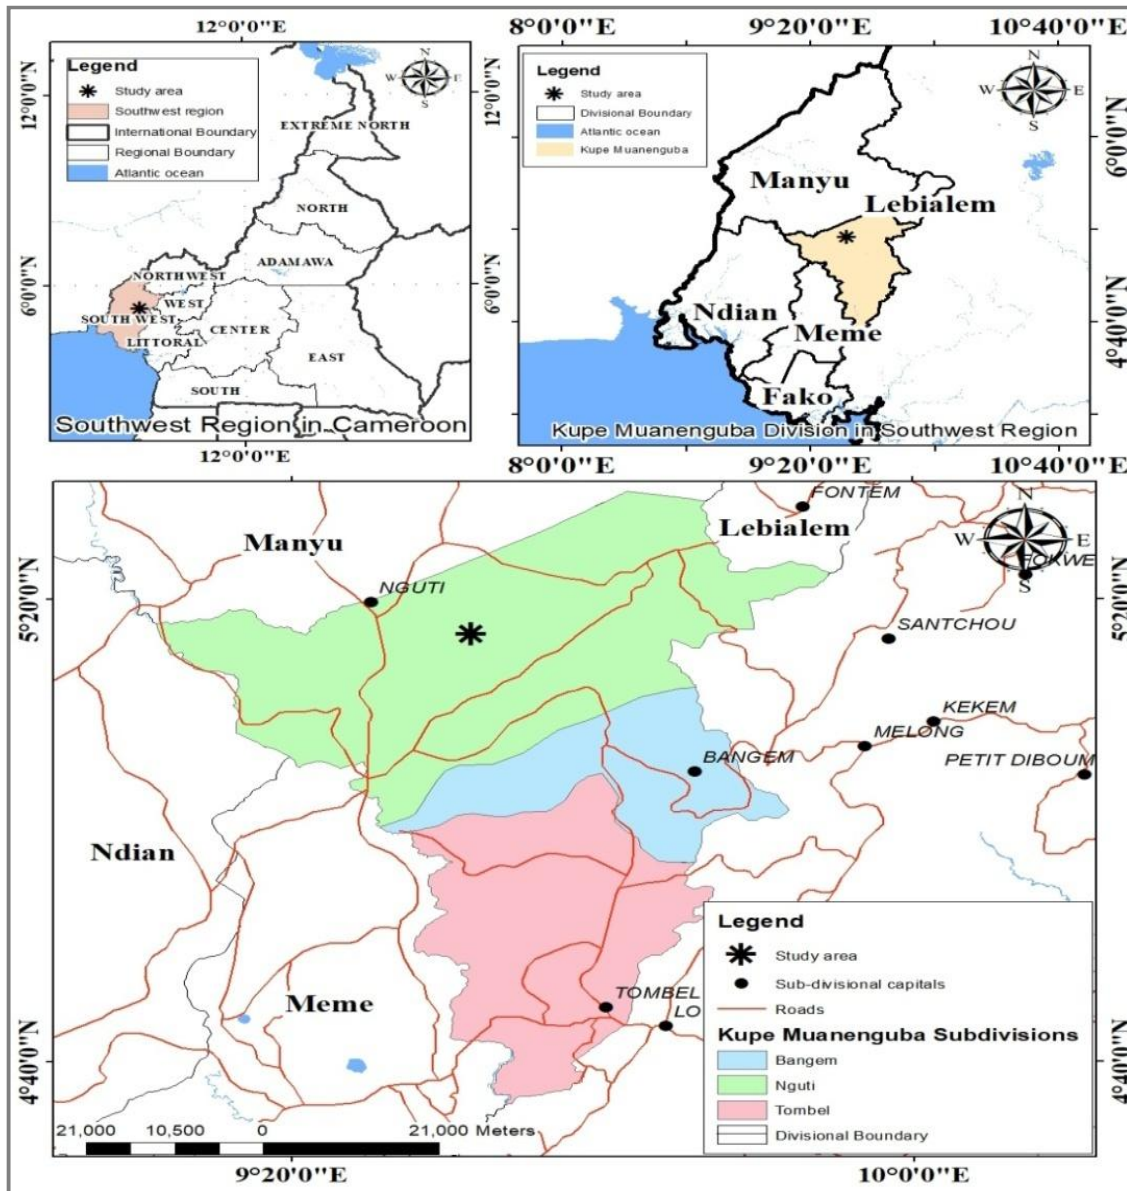 12°0'0"E
8°0'0"E
9°20'0"E
10°40'0"E
Legend
Study area
Southwest region
International Boundary
Regional Boundary
Atlantic ocean
N
W
E
S
12°0'0"N
6°0'0"N
EXTREME NORTH
NORTH
ADAMAWA
NORTHWEST
WEST
SOUTH WEST
LITTORAL
CENTER
EAST
SOUTH
Southwest Region in Cameroon
12°0'0"E
12°0'0"N
6°0'0"N
Legend
Study area
Divisional Boundary
Atlantic ocean
Kupe Muanenguba
N
W
E
S
6°0'0"N
4°40'0"N
Manyu
Lebialem
Ndian
Meme
Fako
Kupe Muanenguba Division in Southwest Region
8°0'0"E
9°20'0"E
10°40'0"E
5°20'0"N
4°40'0"N
Manyu
Lebialem
FONTEM
N
W
E
S
NGUTI
SANTCHOU
KEKEM
MELONG
BANGEM
PETIT DIBOUM
Ndian
Meme
TOMBEL
LO
Legend
Study area
Sub-divisional capitals
Roads
Kupe Muanenguba Subdivisions
Bangem
Nguti
Tombel
Divisional Boundary
21,000 10,500 0 21,000 Meters
5°20'0"N
4°40'0"N
9°20'0"E
10°0'0"E